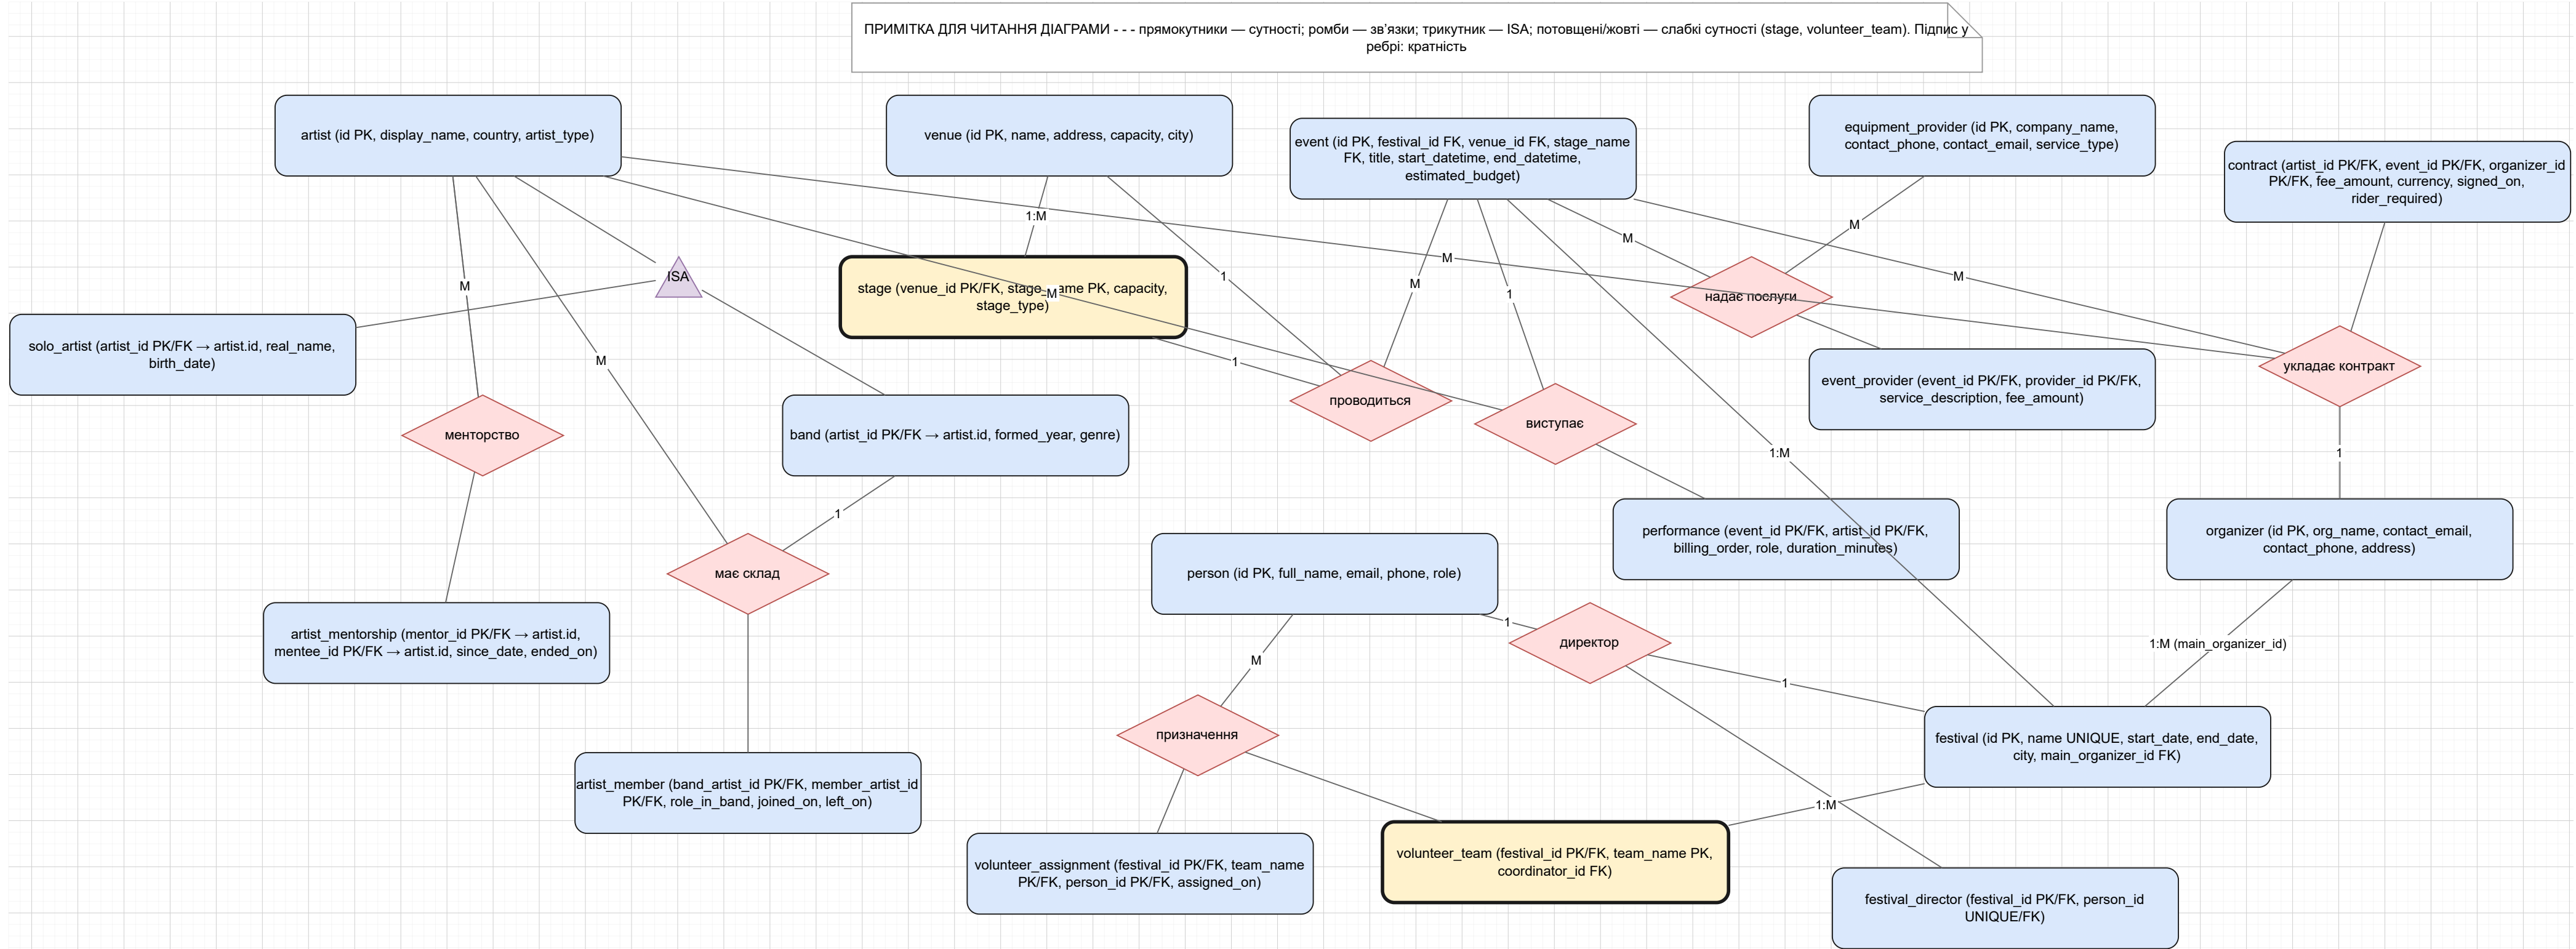 ПРИМІТКА ДЛЯ ЧИТАННЯ ДІАГРАМИ - - - прямокутники — сутності; ромби — зв’язки; трикутник — ISA; потовщені/жовті — слабкі сутності (stage, volunteer_team). Підпис у
ребрі: кратність
artist (id PK, display_name, country, artist_type)
venue (id PK, name, address, capacity, city)
event (id PK, festival_id FK, venue_id FK, stage_name
FK, title, start_datetime, end_datetime,
estimated_budget)
equipment_provider (id PK, company_name,
contact_phone, contact_email, service_type)
contract (artist_id PK/FK, event_id PK/FK, organizer_id
PK/FK, fee_amount, currency, signed_on,
rider_required)
1:M
M
M
M
ISA
M
1
M
M
1
M
stage (venue_id PK/FK, stage_name PK, capacity,
stage_type)
M
надає послуги
solo_artist (artist_id PK/FK → artist.id, real_name,
birth_date)
M
1
укладає контракт
event_provider (event_id PK/FK, provider_id PK/FK,
service_description, fee_amount)
проводиться
виступає
менторство
band (artist_id PK/FK → artist.id, formed_year, genre)
1:M
1
1
performance (event_id PK/FK, artist_id PK/FK,
billing_order, role, duration_minutes)
organizer (id PK, org_name, contact_email,
contact_phone, address)
має склад
person (id PK, full_name, email, phone, role)
1
artist_mentorship (mentor_id PK/FK → artist.id,
mentee_id PK/FK → artist.id, since_date, ended_on)
директор
1:M (main_organizer_id)
M
1
призначення
festival (id PK, name UNIQUE, start_date, end_date,
city, main_organizer_id FK)
artist_member (band_artist_id PK/FK, member_artist_id
PK/FK, role_in_band, joined_on, left_on)
1:M
volunteer_assignment (festival_id PK/FK, team_name
PK/FK, person_id PK/FK, assigned_on)
volunteer_team (festival_id PK/FK, team_name PK,
coordinator_id FK)
festival_director (festival_id PK/FK, person_id
UNIQUE/FK)